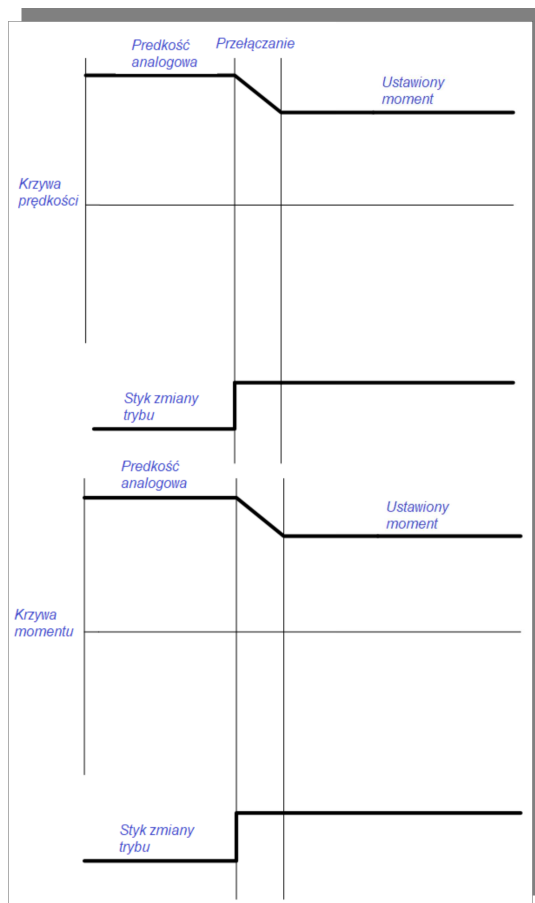 Predkość
analogowa
Przełączanie
Ustawiony
moment
Krzywa
prędkości
Styk zmiany
trybu
Predkość
analogowa
Ustawiony
moment
Krzywa
momentu
Styk zmiany
trybu